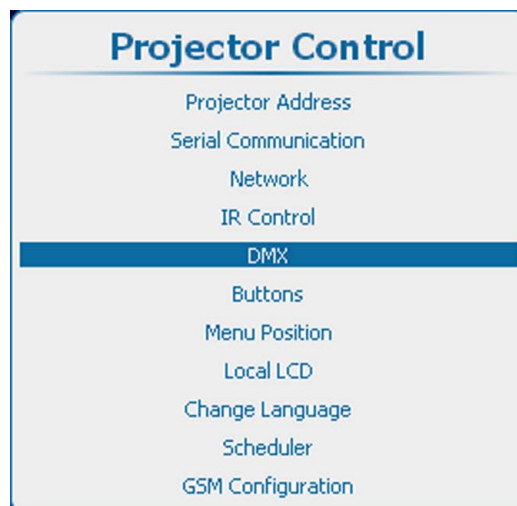 Projector Control
Projector Address
Serial Communication
Network
IR Control
DMX
Buttons
Menu Position
Local LCD
Change Language
Scheduler
GSM Configuration